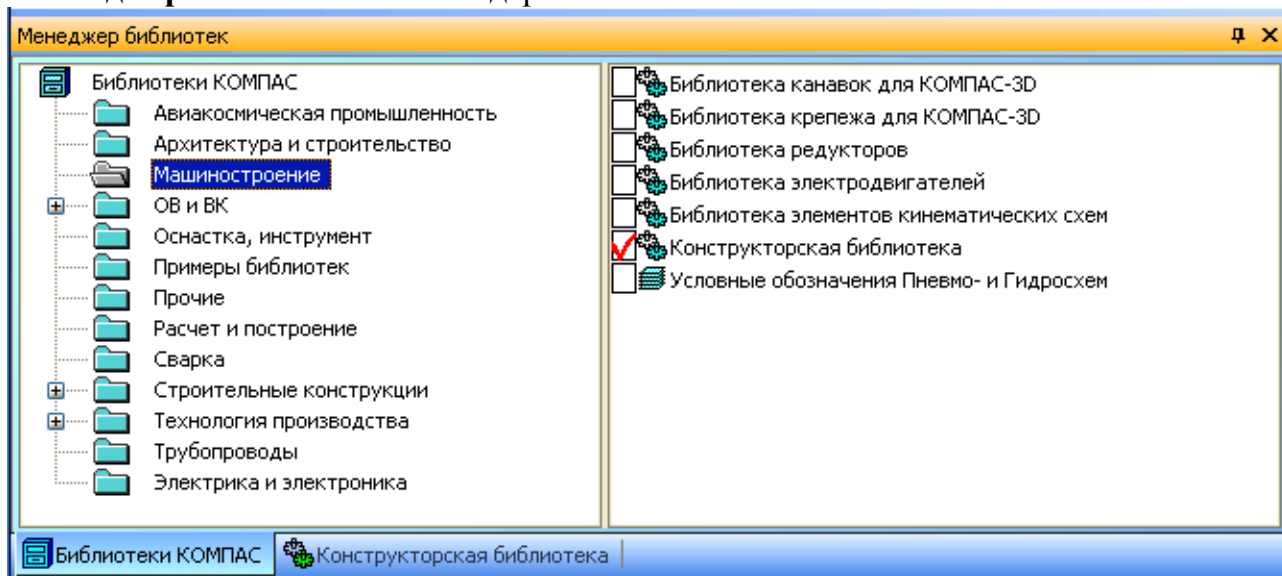 Менеджер библиотек
Библиотеки КОМПАС
Авиакосмическая промышленность
Архитектура и строительство
Машиностроение
ОВ и ВК
Оснастка, инструмент
Примеры библиотек
Прочие
Расчет и построение
Сварка
Строительные конструкции
Технология производства
Трубопроводы
Электрика и электроника
Библиотека канавок для КОМПАС-3D
Библиотека крепежа для КОМПАС-3D
Библиотека редукторов
Библиотека электродвигателей
Библиотека элементов кинематических схем
Конструкторская библиотека
Условные обозначения Пневмо- и Гидросхем
Библиотеки КОМПАС
Конструкторская библиотека